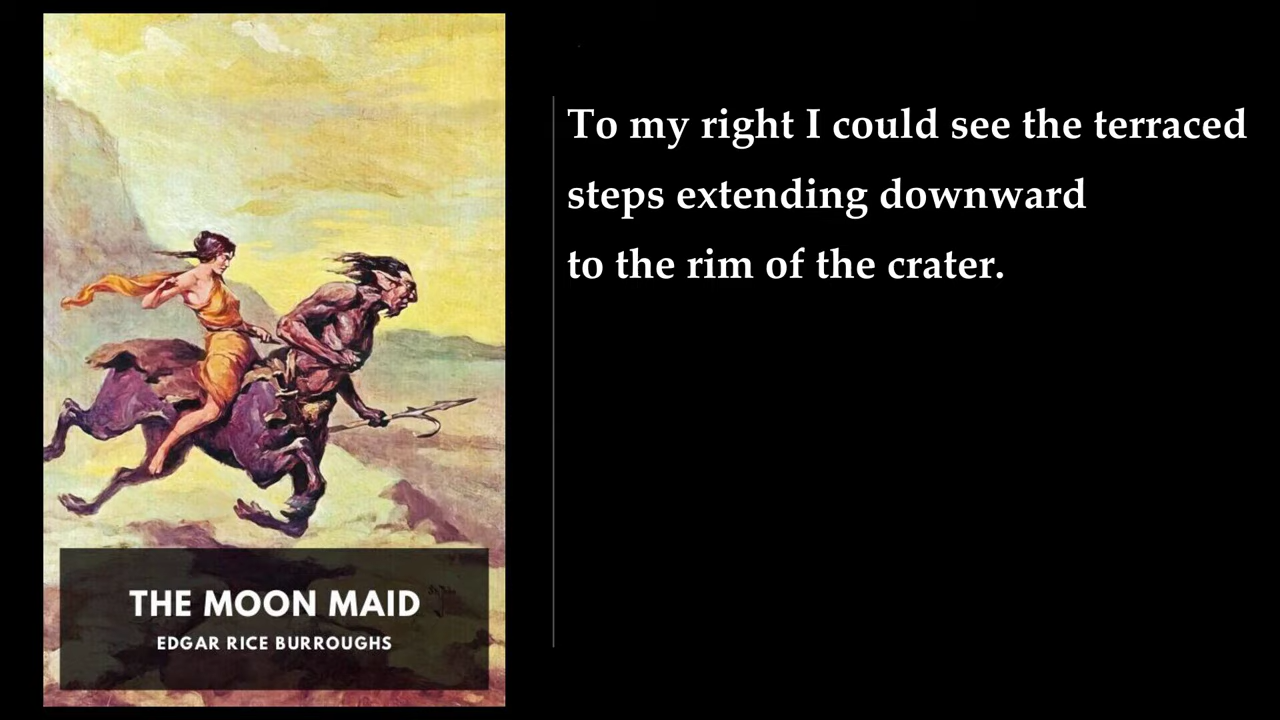 THE MOON MAID
EDGAR RICE BURROUGHS
To my right I could see the terraced
steps extending downward
to the rim of the crater.